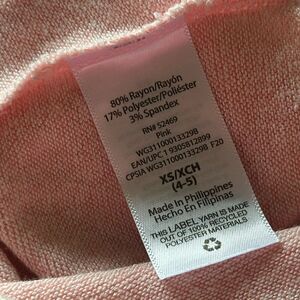 80% Rayon/Rayón
17% Polyester/Poliéster
3% Spandex
RN# 52469
Pink
WG311000133298
EAN/UPC 1 9305812899
CPSIA WG311000133298 F20
XS/XCH
(4-5)
Made In Philippines
Hecho En Filipinas
THIS LABEL YARN IS MADE
OUT OF 100% RECYCLED
POLYESTER MATERIALS